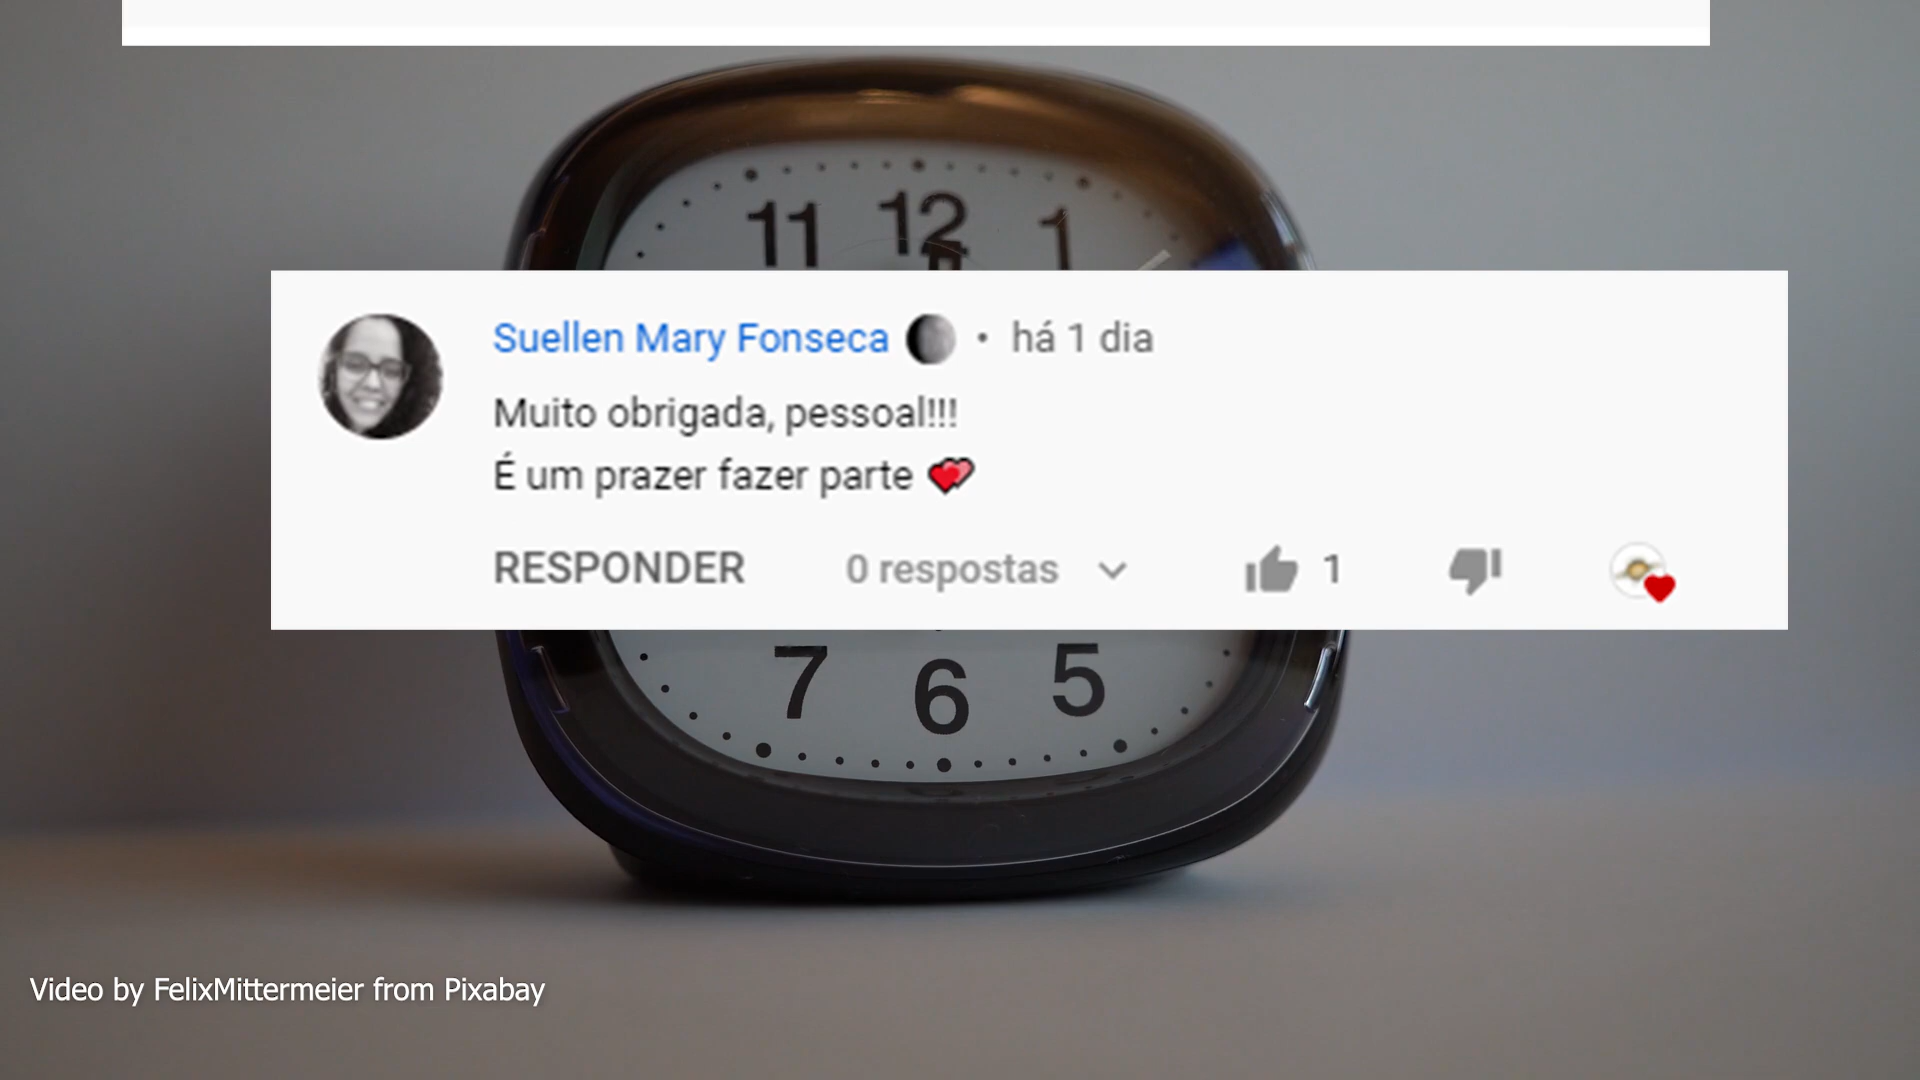 11 12 1
Suellen Mary Fonseca • há 1 dia
Muito obrigada, pessoal!!!
É um prazer fazer parte 💕
RESPONDER 0 respostas 1
7 6 5
Video by FelixMittermeier from Pixabay